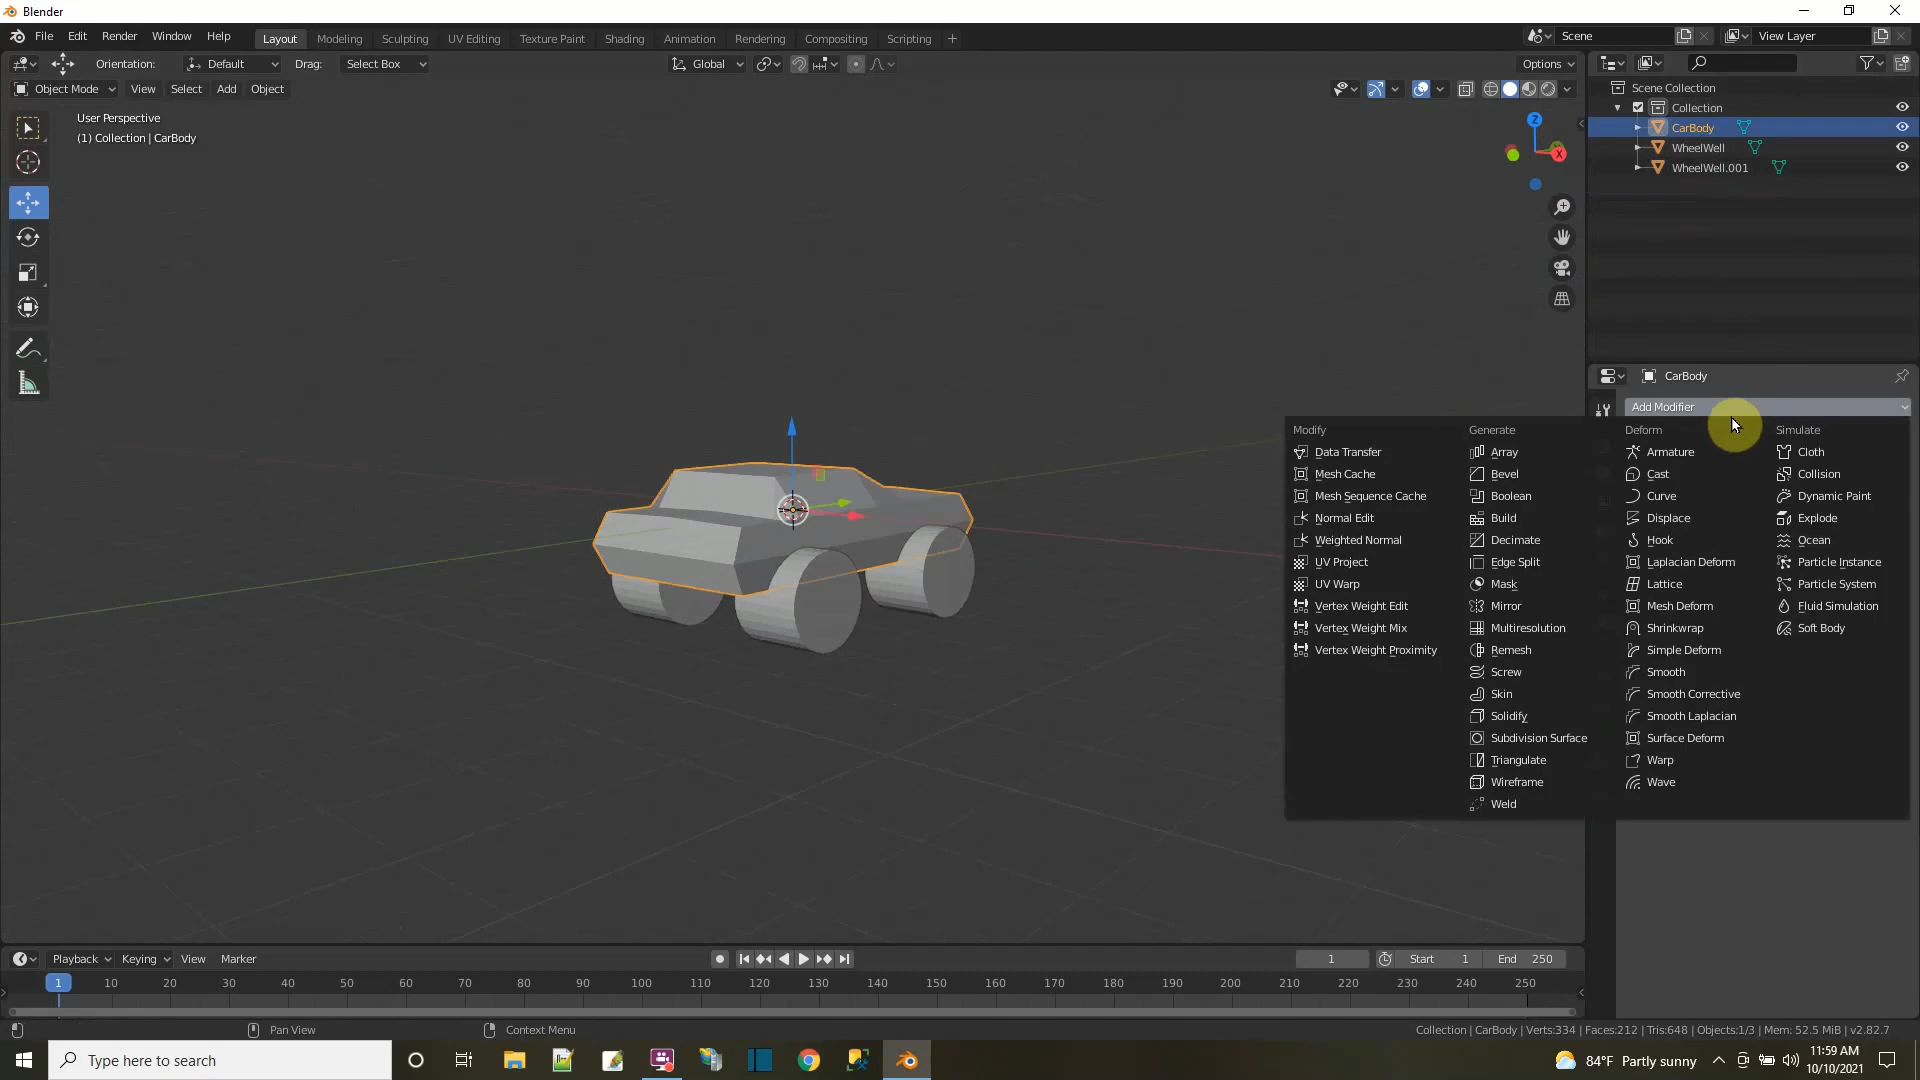 Blender
File Edit Render Window Help Layout Modeling Sculpting UV Editing Texture Paint Shading Animation Rendering Compositing Scripting + Scene View Layer
Orientation: Default Drag: Select Box Global Options
Object Mode View Select Add Object
User Perspective
(1) Collection | CarBody
Z
X
Scene Collection
Collection
CarBody
WheelWell
WheelWell.001
CarBody
Add Modifier
Modify Generate Deform Simulate
Data Transfer Array Armature Cloth
Mesh Cache Bevel Cast Collision
Mesh Sequence Cache Boolean Curve Dynamic Paint
Normal Edit Build Displace Explode
Weighted Normal Decimate Hook Ocean
UV Project Edge Split Laplacian Deform Particle Instance
UV Warp Mask Lattice Particle System
Vertex Weight Edit Mirror Mesh Deform Fluid Simulation
Vertex Weight Mix Multiresolution Shrinkwrap Soft Body
Vertex Weight Proximity Remesh Simple Deform
Screw Smooth
Skin Smooth Corrective
Solidify Smooth Laplacian
Subdivision Surface Surface Deform
Triangulate Warp
Wireframe Wave
Weld
Playback Keying View Marker 1 Start 1 End 250
1 10 20 30 40 50 60 70 80 90 100 110 120 130 140 150 160 170 180 190 200 210 220 230 240 250
Pan View Context Menu Collection | CarBody | Verts:334 | Faces:212 | Tris:648 | Objects:1/3 | Mem: 52.5 MiB | v2.82.7
Type here to search 84°F Partly sunny 11:59 AM
10/10/2021